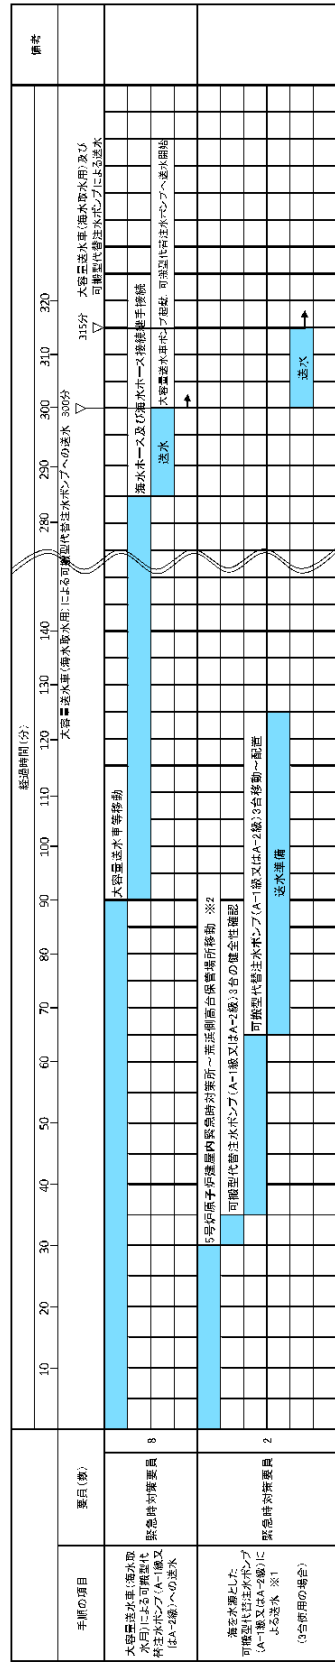 経過時間(分)
備考
手順の項目
要員(数)
10
20
30
40
50
60
70
80
90
100
110
120
130
140
280
290
300
310
320
大容量送水車(海水取水用)による可搬型代替注水ポンプへの送水 300分
315分
大容量送水車(海水取水用)及び
可搬型代替注水ポンプによる送水
大容量送水車(海水取
水用)による可搬型代
替注水ポンプ(A-1級又
はA-2級)への送水
緊急時対策要員
8
大容量送水車等移動
海水ホース及び海水ホース接続継手接続
大容量送水車ポンプ起動、可搬型代替注水ポンプへ送水開始
送水
海を水源とした
可搬型代替注水ポンプ
(A-1級又はA-2級)に
よる送水 ※1
(3台使用の場合)
緊急時対策要員
2
5号炉原子炉建屋内緊急時対策所~荒浜側高台保管場所移動 ※2
可搬型代替注水ポンプ(A-1級又はA-2級)3台の健全性確認
可搬型代替注水ポンプ(A-1級又はA-2級)3台移動~配置
送水準備
送水